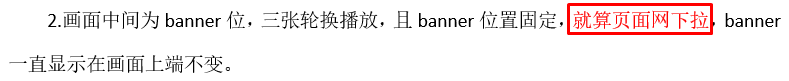 2.画面中间为 banner 位，三张轮换播放，且 banner 位置固定，就算页面网下拉，banner
一直显示在画面上端不变。